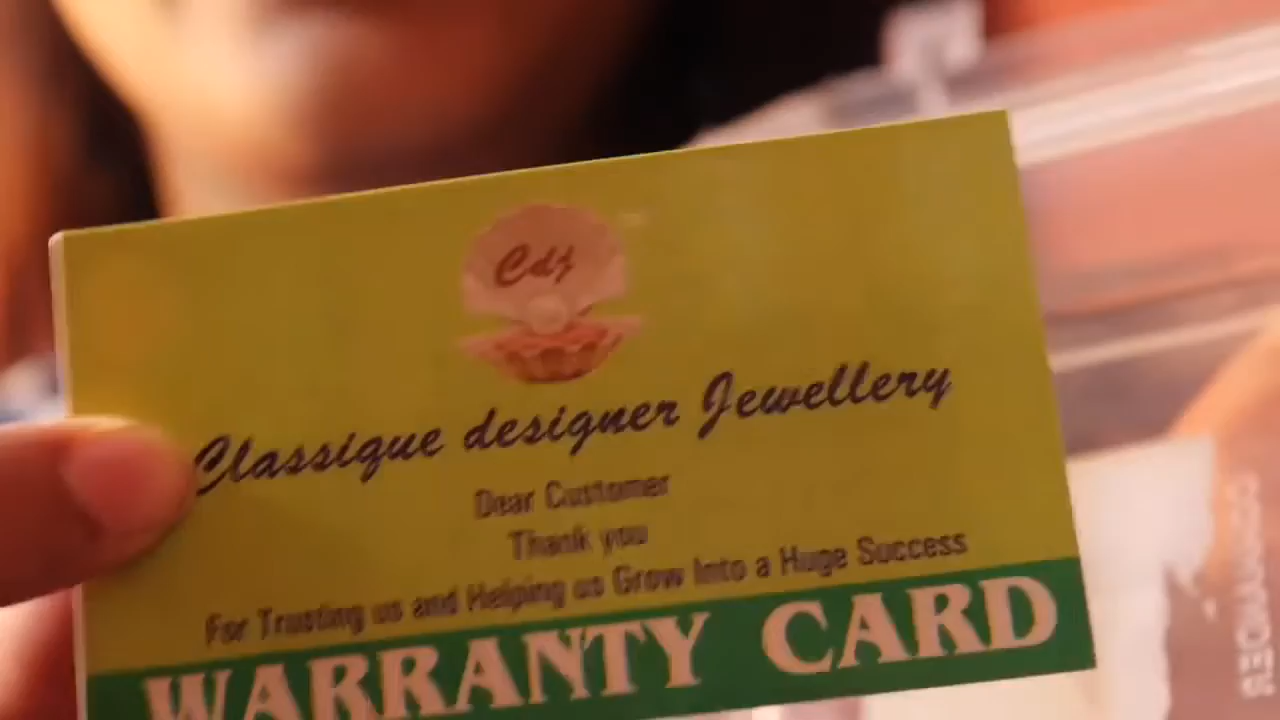 Cdj
Classique designer Jewellery
Dear Customer
Thank you
For Trusting us and Helping us Grow Into a Huge Success
WARRANTY CARD